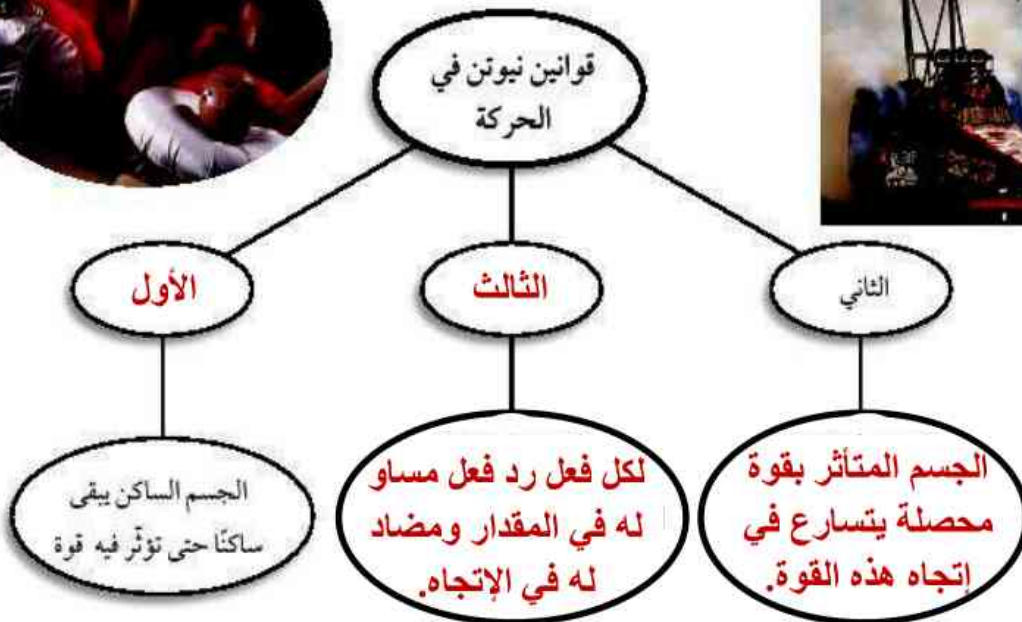 قوانين نيوتن في
الحركة
الثاني
الثالث
الأول
الجسم المتأثر بقوة
محصلة يتسارع في
إتجاه هذه القوة.
لكل فعل رد فعل مساو
له في المقدار ومضاد
له في الإتجاه.
الجسم الساكن يبقى
ساكنًا حتى تؤثّر فيه قوة